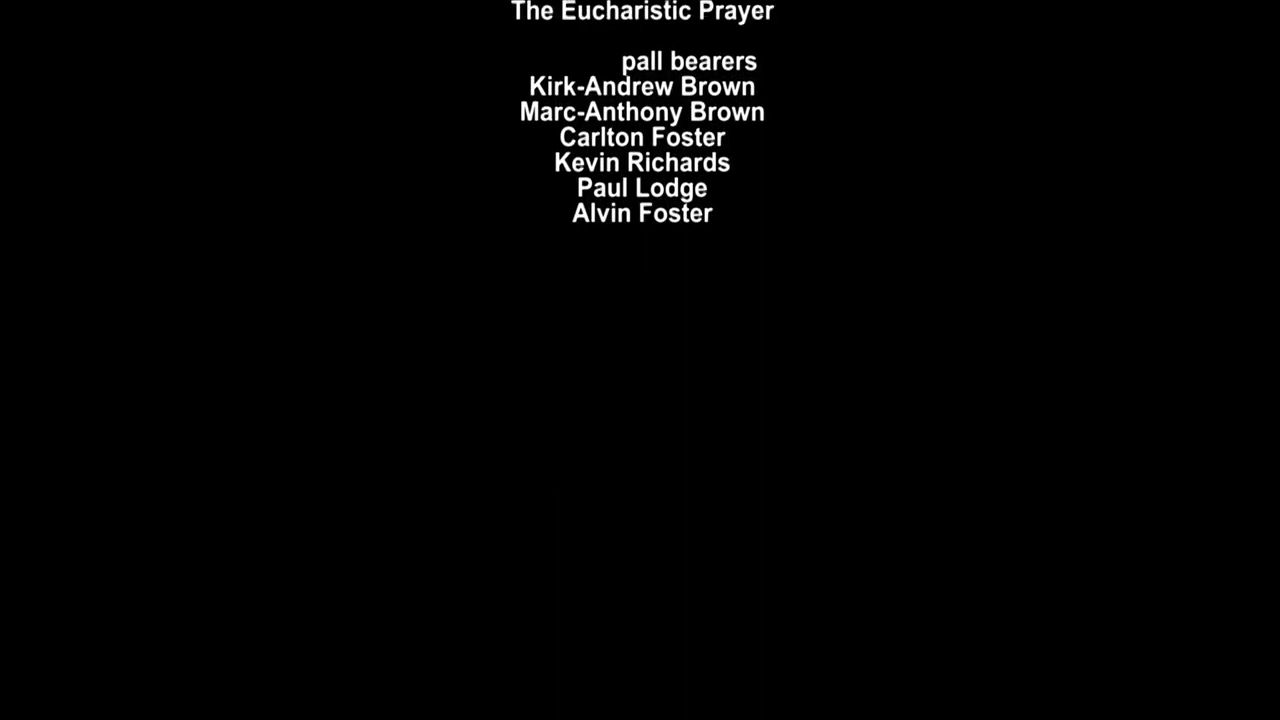 The Eucharistic Prayer
pall bearers
Kirk-Andrew Brown
Marc-Anthony Brown
Carlton Foster
Kevin Richards
Paul Lodge
Alvin Foster